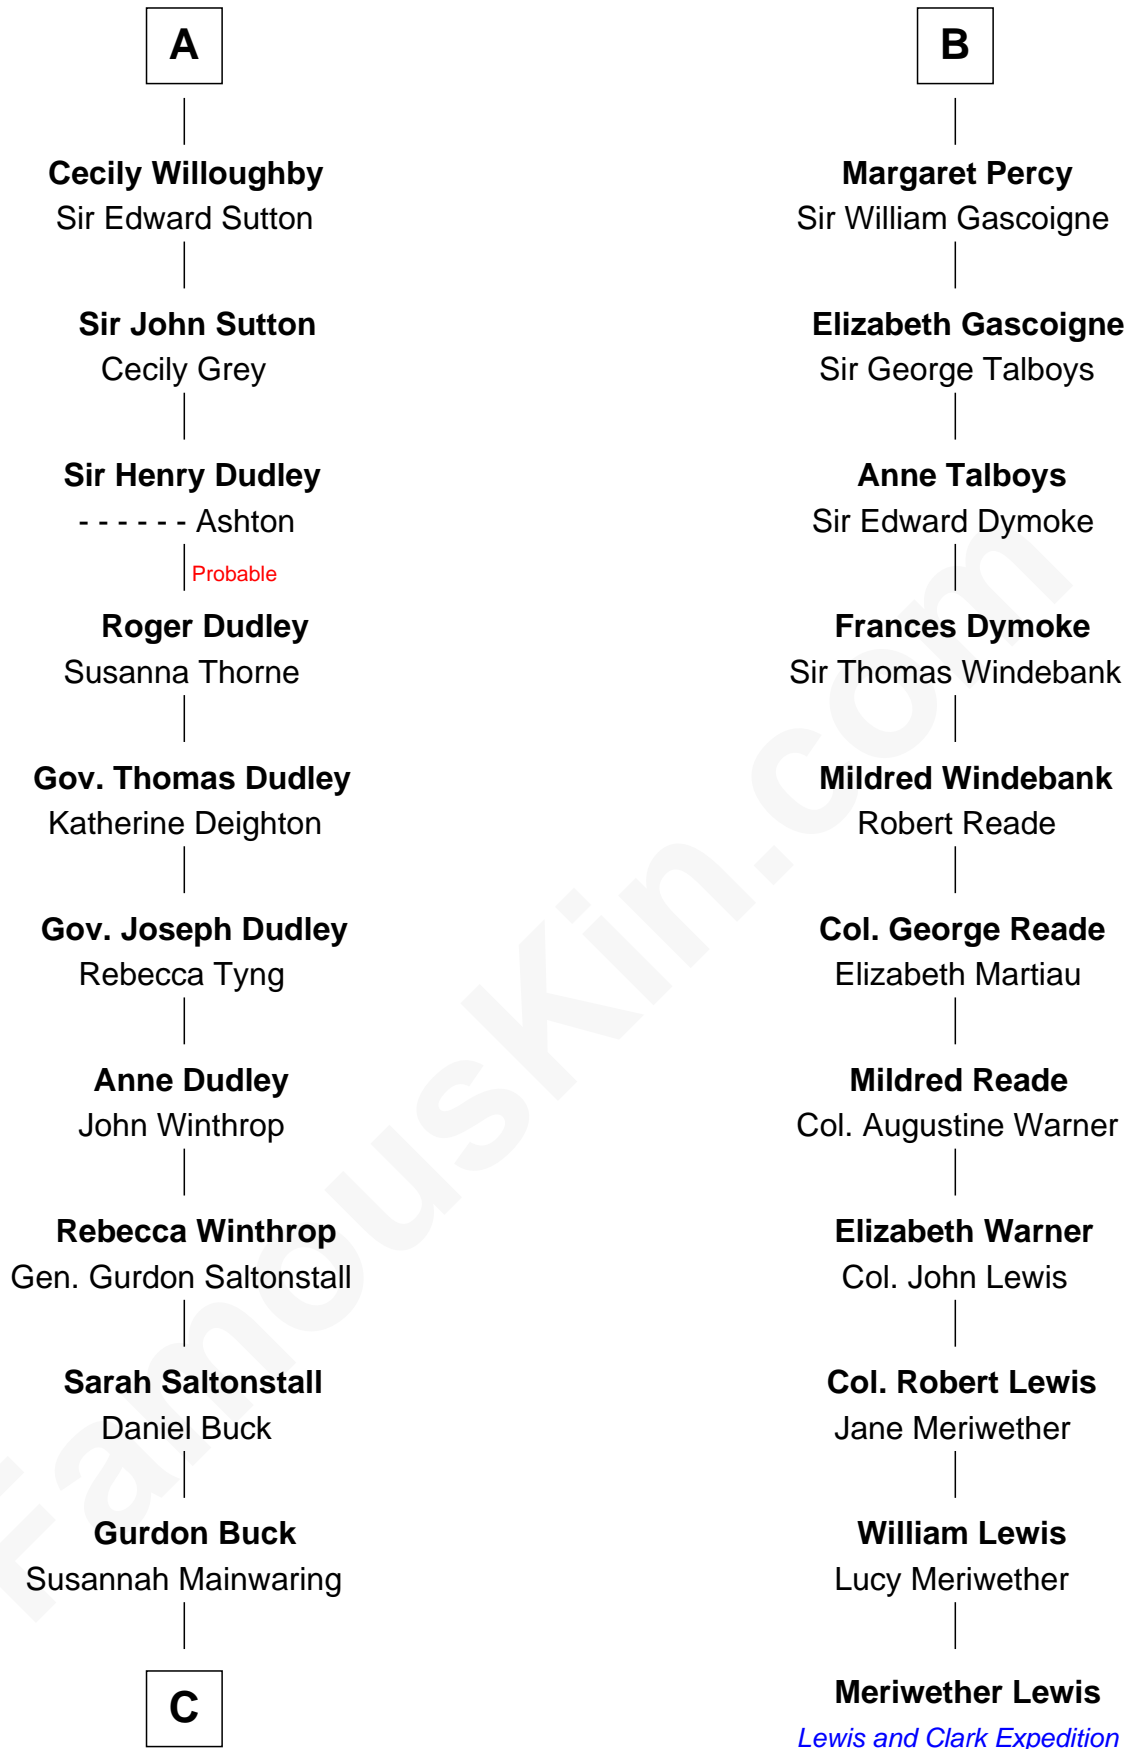 A
Cecily Willoughby
Sir Edward Sutton
Sir John Sutton
Cecily Grey
Sir Henry Dudley
- - - - - - Ashton
Probable
Roger Dudley
Susanna Thorne
Gov. Thomas Dudley
Katherine Deighton
Gov. Joseph Dudley
Rebecca Tyng
Anne Dudley
John Winthrop
Rebecca Winthrop
Gen. Gurdon Saltonstall
Sarah Saltonstall
Daniel Buck
Gurdon Buck
Susannah Mainwaring
C
B
Margaret Percy
Sir William Gascoigne
Elizabeth Gascoigne
Sir George Talboys
Anne Talboys
Sir Edward Dymoke
Frances Dymoke
Sir Thomas Windebank
Mildred Windebank
Robert Reade
Col. George Reade
Elizabeth Martiau
Mildred Reade
Col. Augustine Warner
Elizabeth Warner
Col. John Lewis
Col. Robert Lewis
Jane Meriwether
William Lewis
Lucy Meriwether
Meriwether Lewis
Lewis and Clark Expedition
FamousKin.com